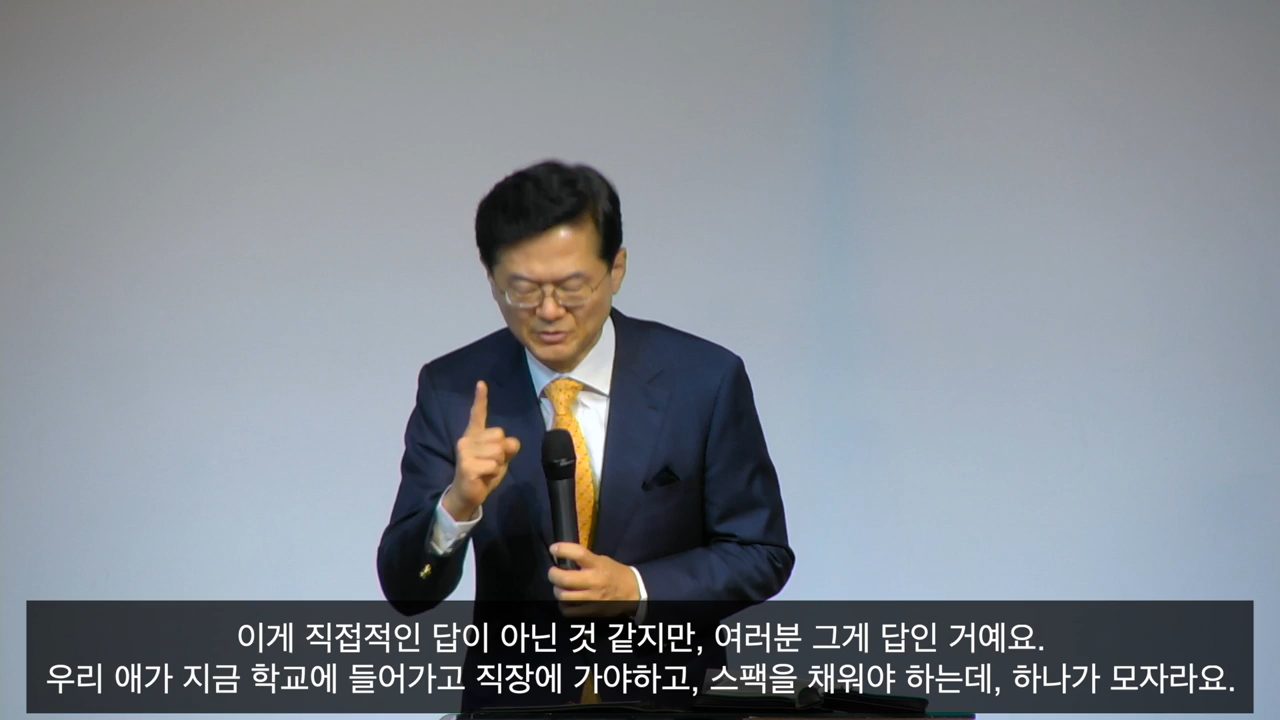 이게 직접적인 답이 아닌 것 같지만, 여러분 그게 답인 거예요.
우리 애가 지금 학교에 들어가고 직장에 가야하고, 스팩을 채워야 하는데, 하나가 모자라요.